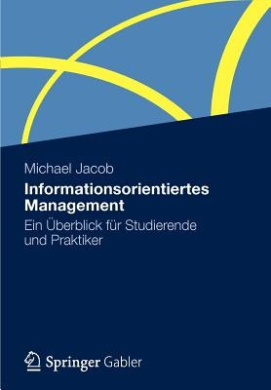 Michael Jacob
Informationsorientiertes
Management
Ein Überblick für Studierende
und Praktiker
Springer Gabler